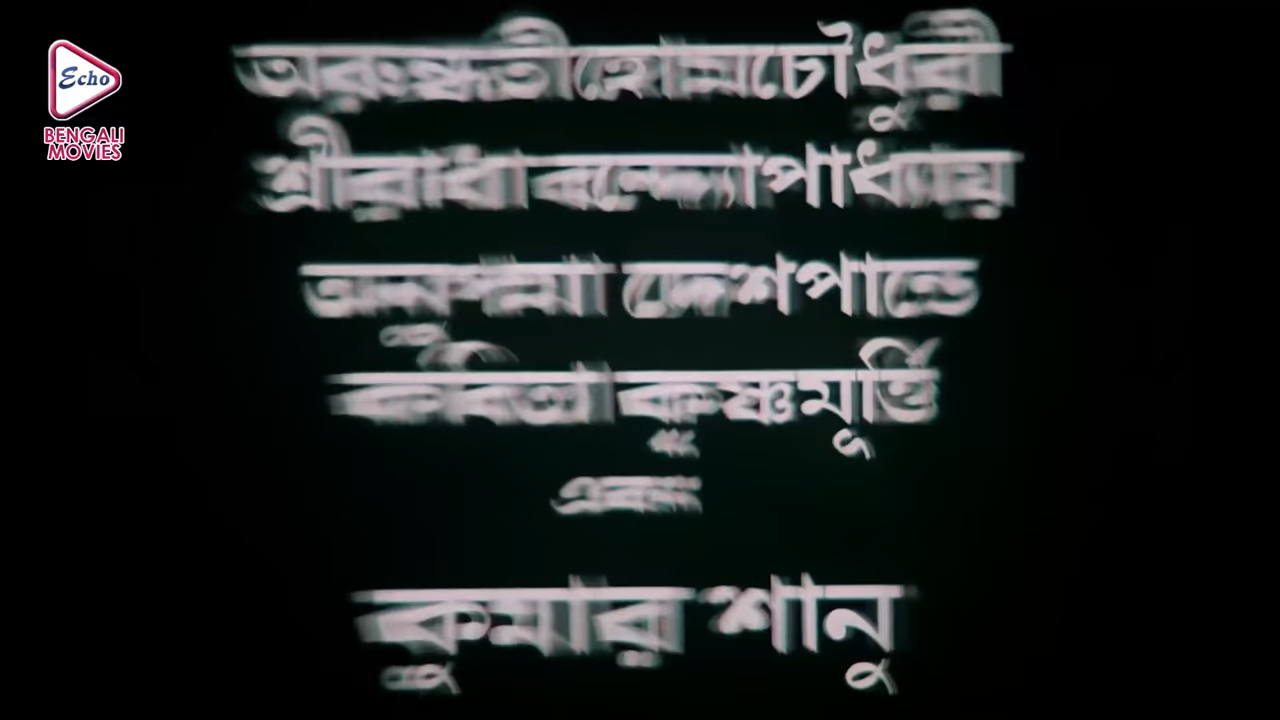 Echo
BENGALI
MOVIES
অরুন্ধতী হোমচৌধুরী
শ্রীরাধা বন্দ্যোপাধ্যায়
অনুপমা দেশপান্ডে
কবিতা কৃষ্ণমূর্ত্তি
এবং
কুমার শানু